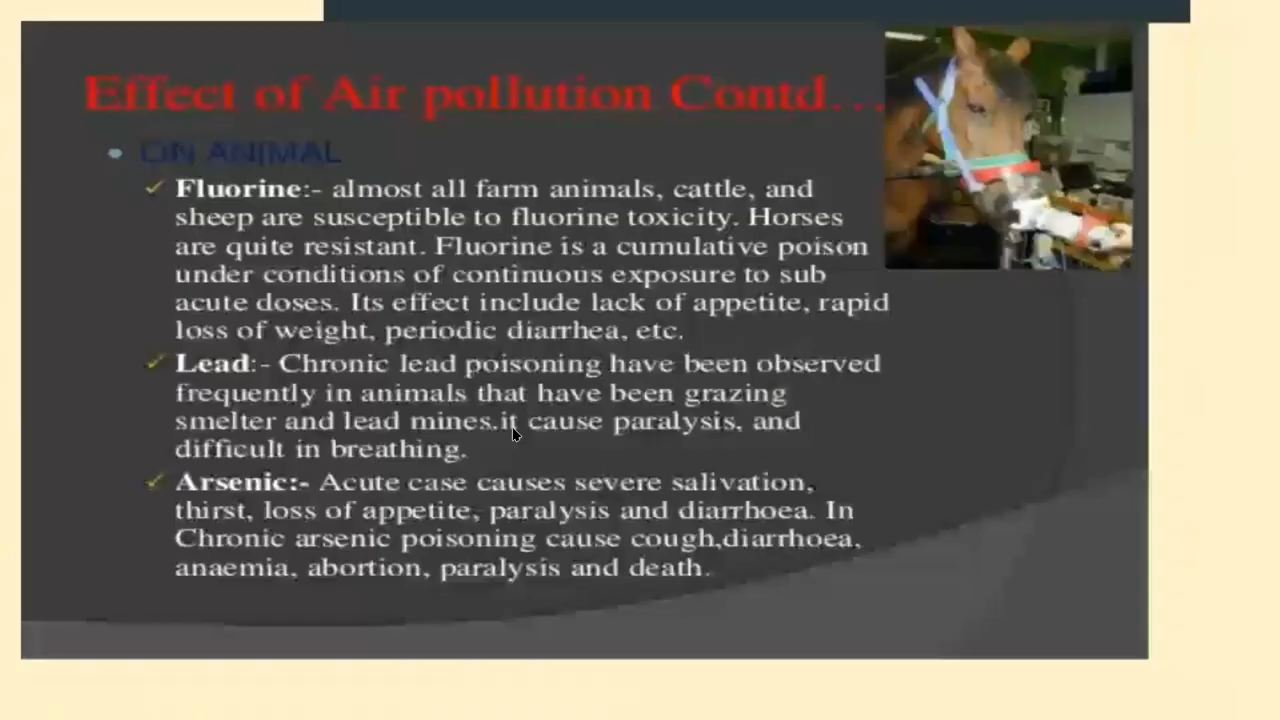 Effect of Air pollution Contd...
ON ANIMAL
Fluorine:- almost all farm animals, cattle, and
sheep are susceptible to fluorine toxicity. Horses
are quite resistant. Fluorine is a cumulative poison
under conditions of continuous exposure to sub
acute doses. Its effect include lack of appetite, rapid
loss of weight, periodic diarrhea, etc.
Lead:- Chronic lead poisoning have been observed
frequently in animals that have been grazing
smelter and lead mines.it cause paralysis, and
difficult in breathing.
Arsenic:- Acute case causes severe salivation,
thirst, loss of appetite, paralysis and diarrhoea. In
Chronic arsenic poisoning cause cough,diarrhoea,
anaemia, abortion, paralysis and death.